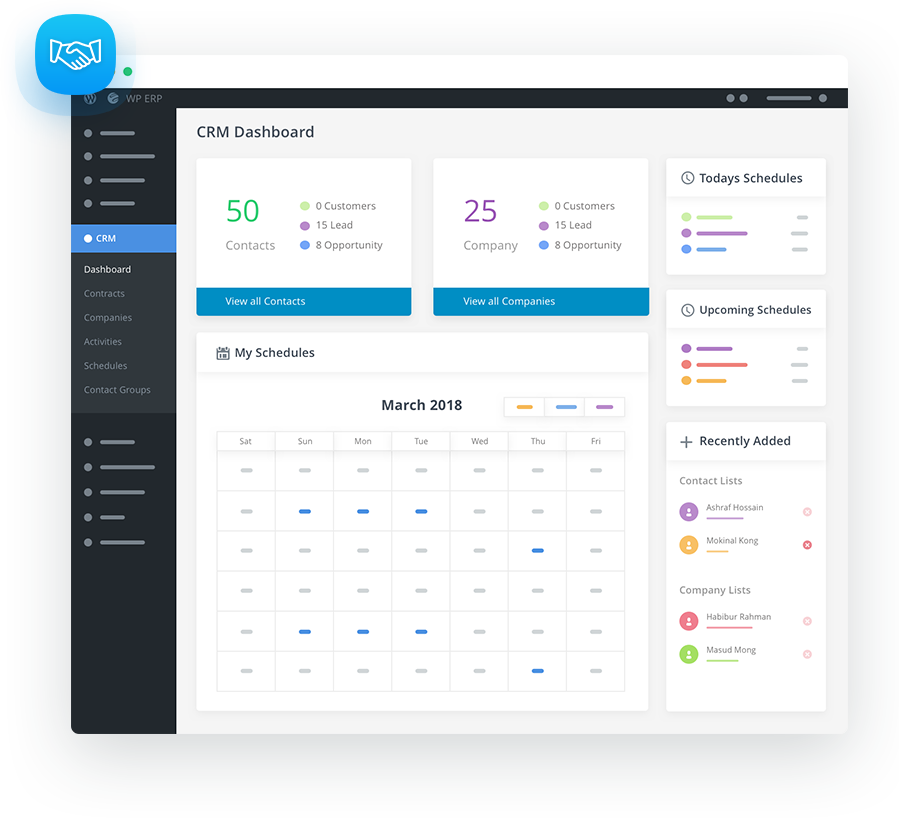 WP ERP
CRM
Dashboard
Contracts
Companies
Activities
Schedules
Contact Groups
CRM Dashboard
50
Contacts
0 Customers
15 Lead
8 Opportunity
View all Contacts
25
Company
0 Customers
15 Lead
8 Opportunity
View all Companies
My Schedules
March 2018
Sat Sun Mon Tue Wed Thu Fri
Todays Schedules
Upcoming Schedules
Recently Added
Contact Lists
Ashraf Hossain
Mokinal Kong
Company Lists
Habibur Rahman
Masud Mong